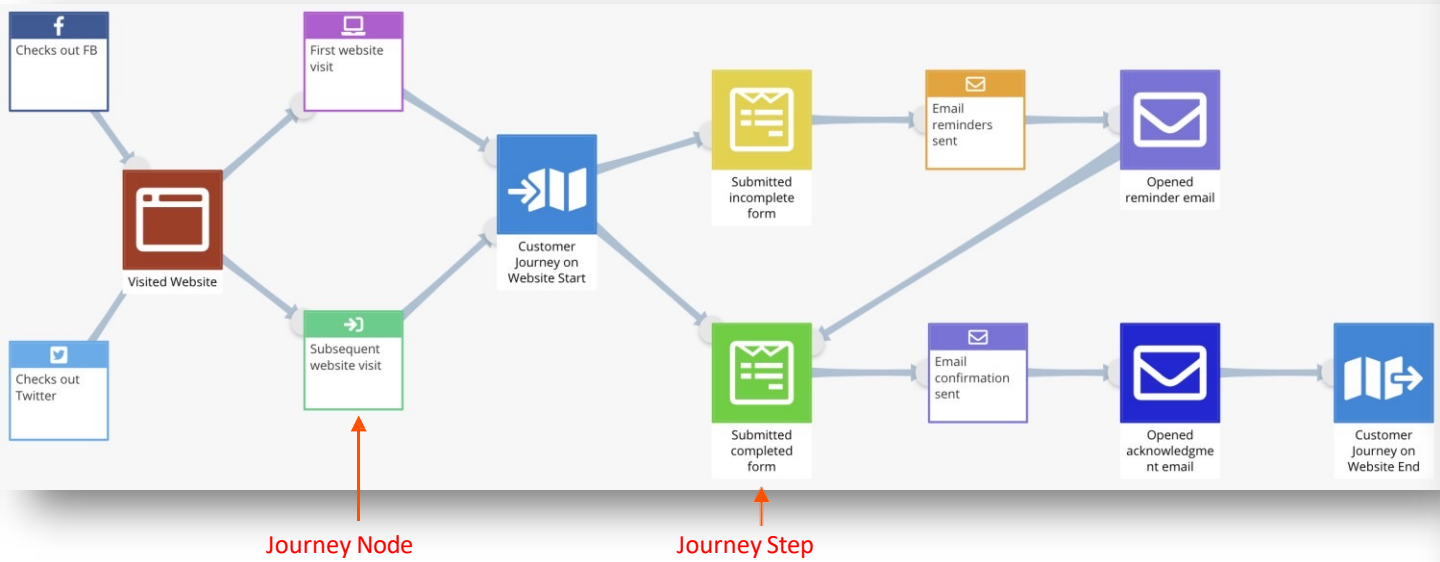 Checks out FB
First website
visit
Visited Website
Checks out
Twitter
Subsequent
website visit
Customer
Journey on
Website Start
Submitted
incomplete
form
Email
reminders
sent
Opened
reminder email
Submitted
completed
form
Email
confirmation
sent
Opened
acknowledgme
nt email
Customer
Journey on
Website End
Journey Node
Journey Step